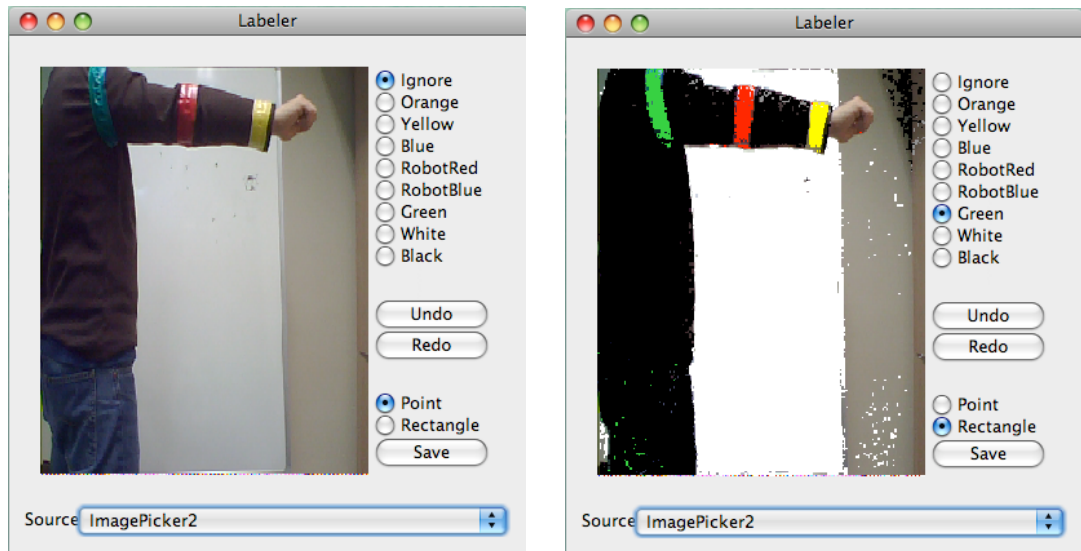 Labeler
Ignore
Orange
Yellow
Blue
RobotRed
RobotBlue
Green
White
Black
Undo
Redo
Point
Rectangle
Save
Source ImagePicker2
Labeler
Ignore
Orange
Yellow
Blue
RobotRed
RobotBlue
Green
White
Black
Undo
Redo
Point
Rectangle
Save
Source ImagePicker2